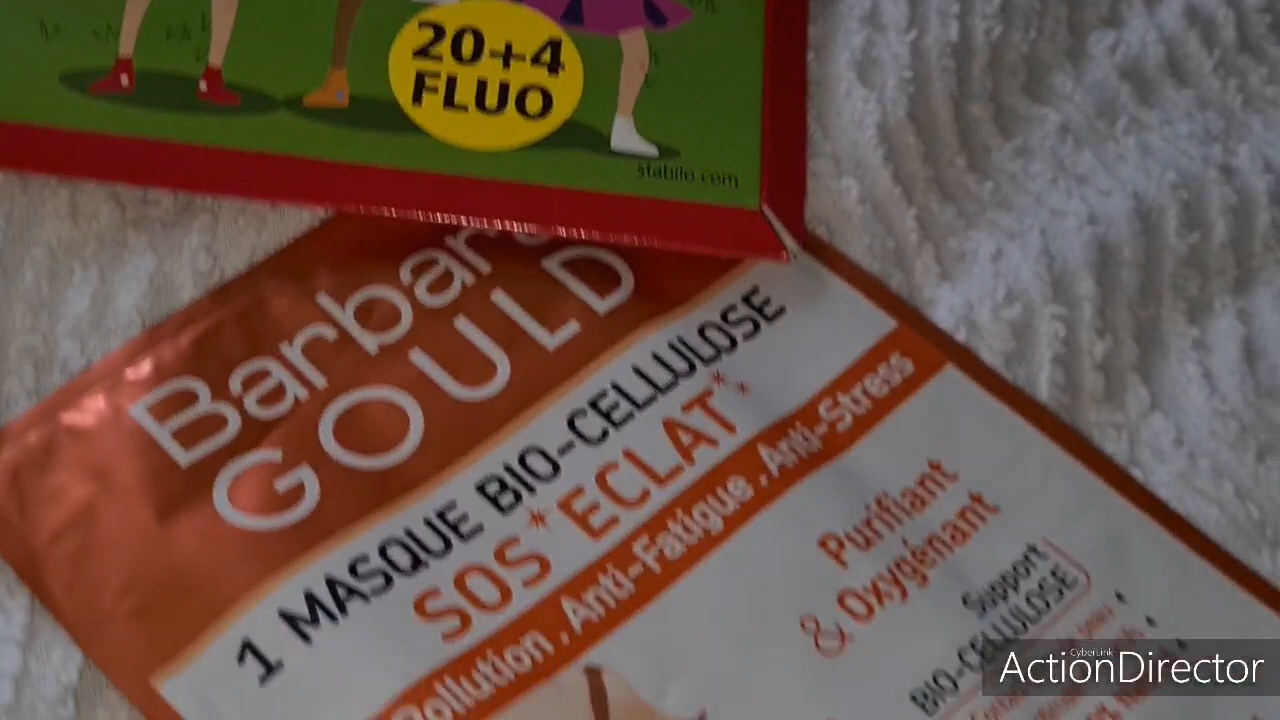 20+4
FLUO
stabilo com
Barbara
GOULD
1 MASQUE BIO-CELLULOSE
SOS ECLAT
Pollution . Anti-Fatigue . Anti-Stress
Purifiant
& Oxygénant
Support
BIO-CELLULOSE
CyberLink
ActionDirector